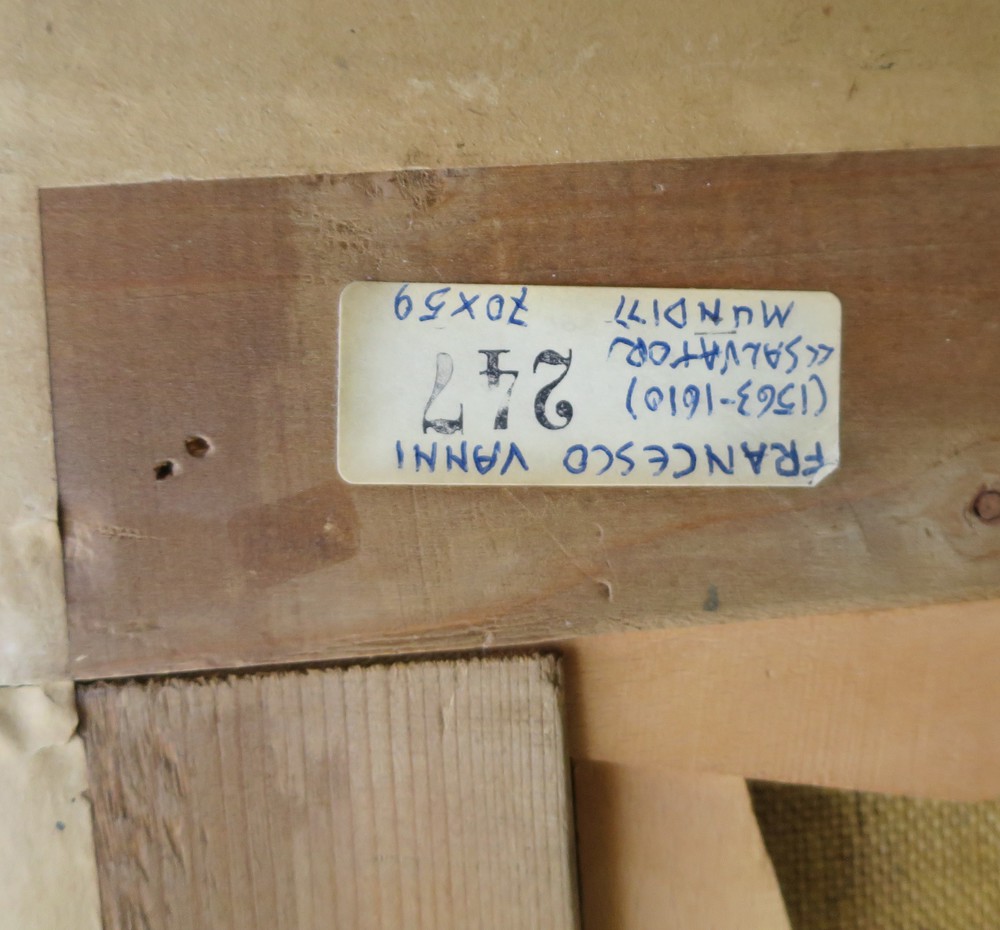 FRANCESCO VANNI
(1563-1610)
247
«SALVATOR
MUNDI»
70X59